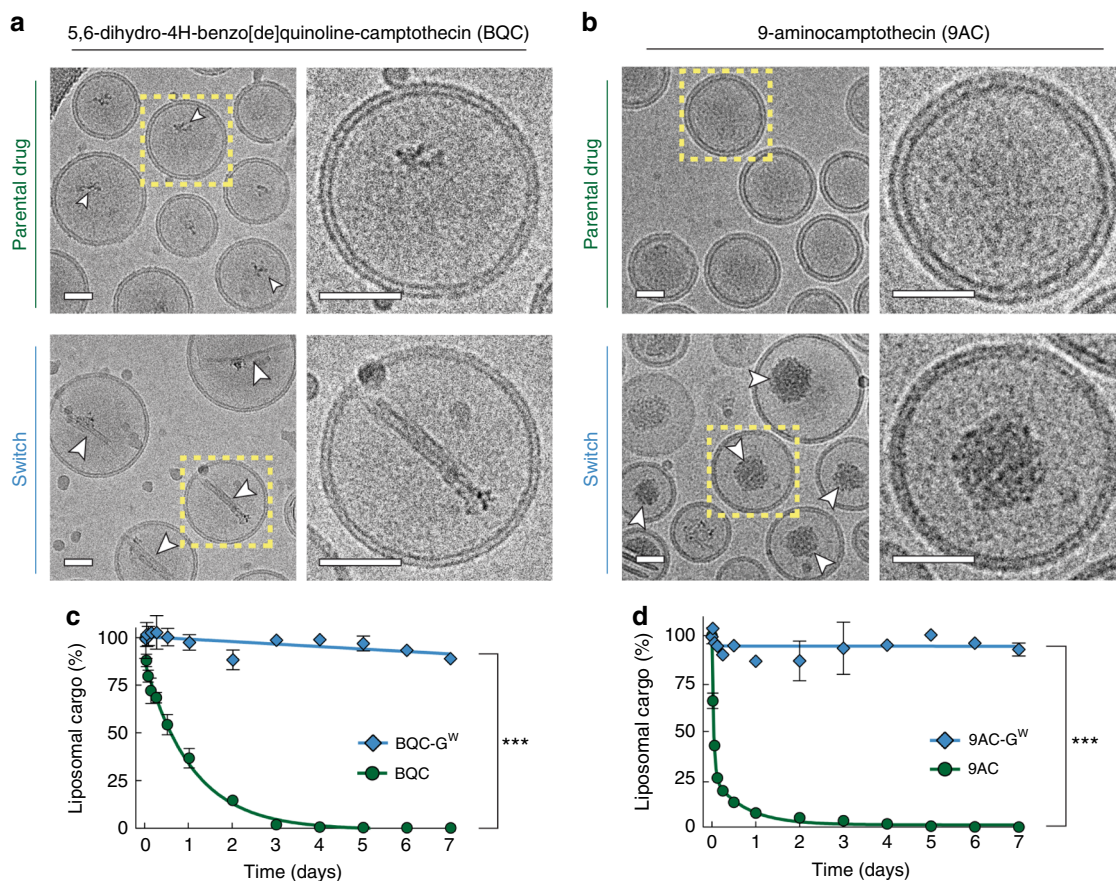 a
5,6-dihydro-4H-benzo[de]quinoline-camptothecin (BQC)
Parental drug
Switch
b
9-aminocamptothecin (9AC)
Parental drug
Switch
c
Liposomal cargo (%)
100
75
50
25
0
BQC-Gᵂ
BQC
***
0 1 2 3 4 5 6 7
Time (days)
d
Liposomal cargo (%)
100
75
50
25
0
9AC-Gᵂ
9AC
***
0 1 2 3 4 5 6 7
Time (days)